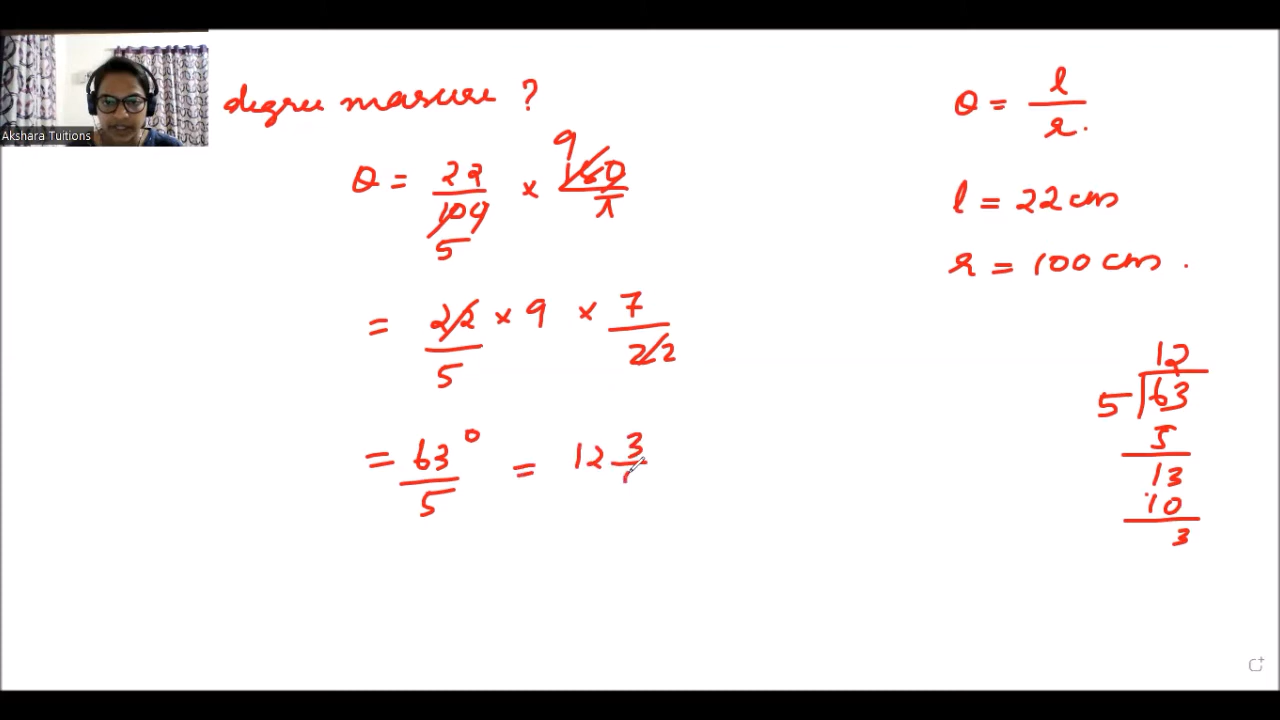 Akshara Tuitions
degree measure ?
θ = 22/100 × 180/π
9
5
= 22/5 × 9 × 7/22
= 63°/5 = 12 3/
θ = l/r.
l = 22 cm
r = 100 cm.
12
5 63
5
13
10
3